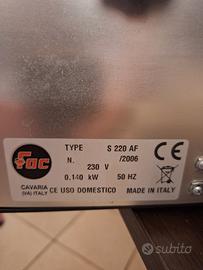 Fac
TYPE S 220 AF
N. /2006
230 V
0.140 kW 50 HZ
CAVARIA
(VA) ITALY
CE USO DOMESTICO MADE IN ITALY
CE
subito